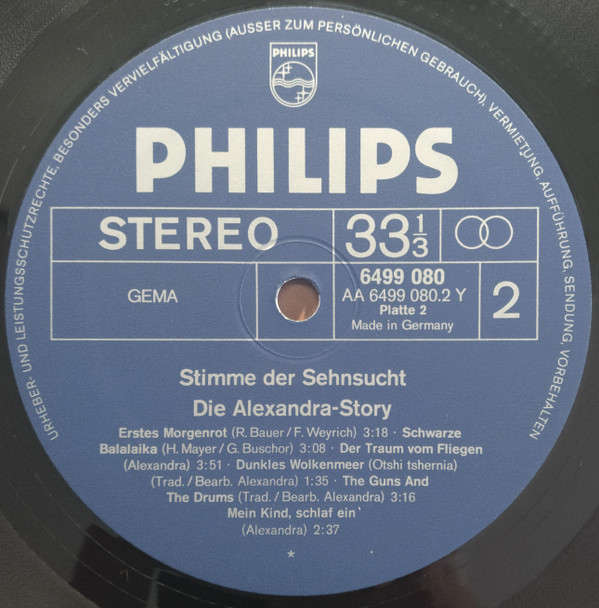 URHEBER- UND LEISTUNGSSCHUTZRECHTE, BESONDERS VERVIELFÄLTIGUNG (AUSSER ZUM PERSÖNLICHEN GEBRAUCH), VERMIETUNG, AUFFÜHRUNG, SENDUNG, VORBEHALTEN
PHILIPS
PHILIPS
STEREO 33 1/3
GEMA
6499 080
AA 6499 080.2 Y
Platte 2
Made in Germany
2
Stimme der Sehnsucht
Die Alexandra-Story
Erstes Morgenrot (R. Bauer/F. Weyrich) 3:18 · Schwarze
Balalaika (H. Mayer/G. Buschor) 3:08 · Der Traum vom Fliegen
(Alexandra) 3:51 · Dunkles Wolkenmeer (Otshi tshernia)
(Trad./Bearb. Alexandra) 1:35 · The Guns And
The Drums (Trad./Bearb. Alexandra) 3:16
Mein Kind, schlaf ein'
(Alexandra) 2:37
*